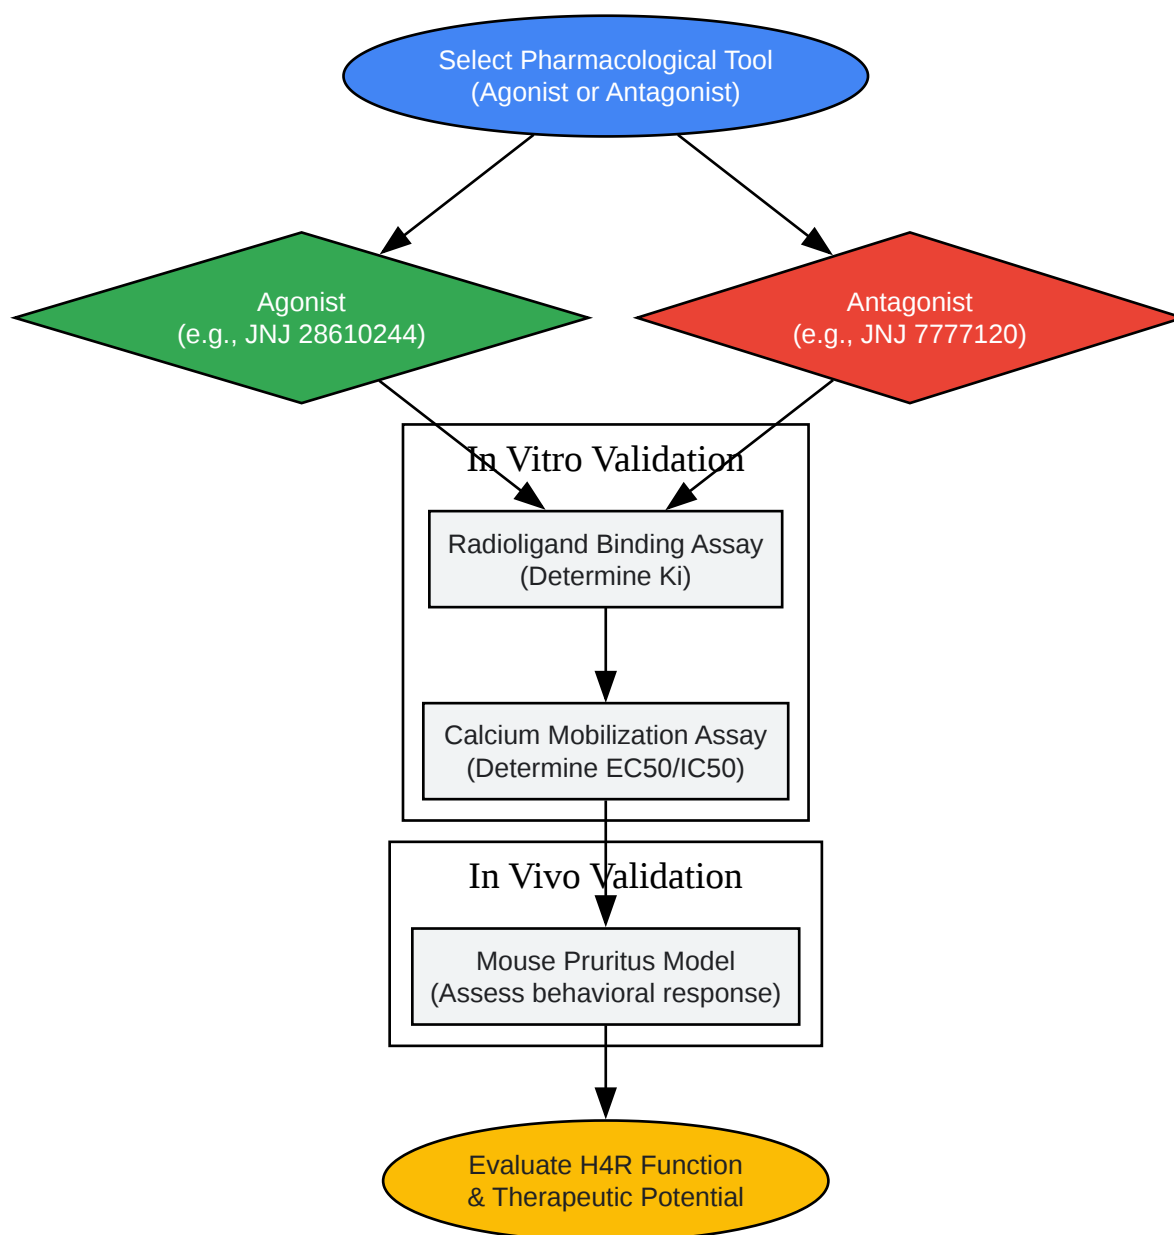 Select Pharmacological Tool
(Agonist or Antagonist)
Agonist
(e.g., JNJ 28610244)
Antagonist
(e.g., JNJ 7777120)
In Vitro Validation
Radioligand Binding Assay
(Determine Ki)
Calcium Mobilization Assay
(Determine EC50/IC50)
In Vivo Validation
Mouse Pruritus Model
(Assess behavioral response)
Evaluate H4R Function
& Therapeutic Potential